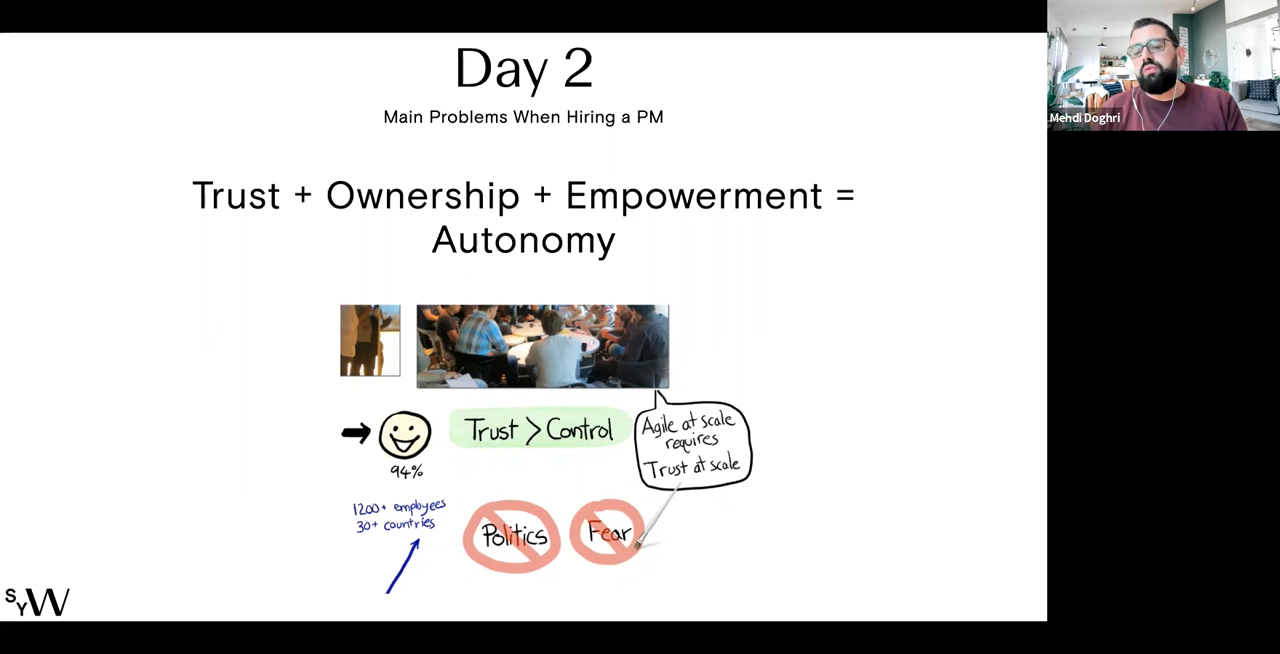 Day 2
Main Problems When Hiring a PM
Trust + Ownership + Empowerment =
Autonomy
Trust > Control
Agile at scale
requires
Trust at scale
94%
1200+ employees
30+ countries
Politics
Fear
SYW
Mehdi Doghri